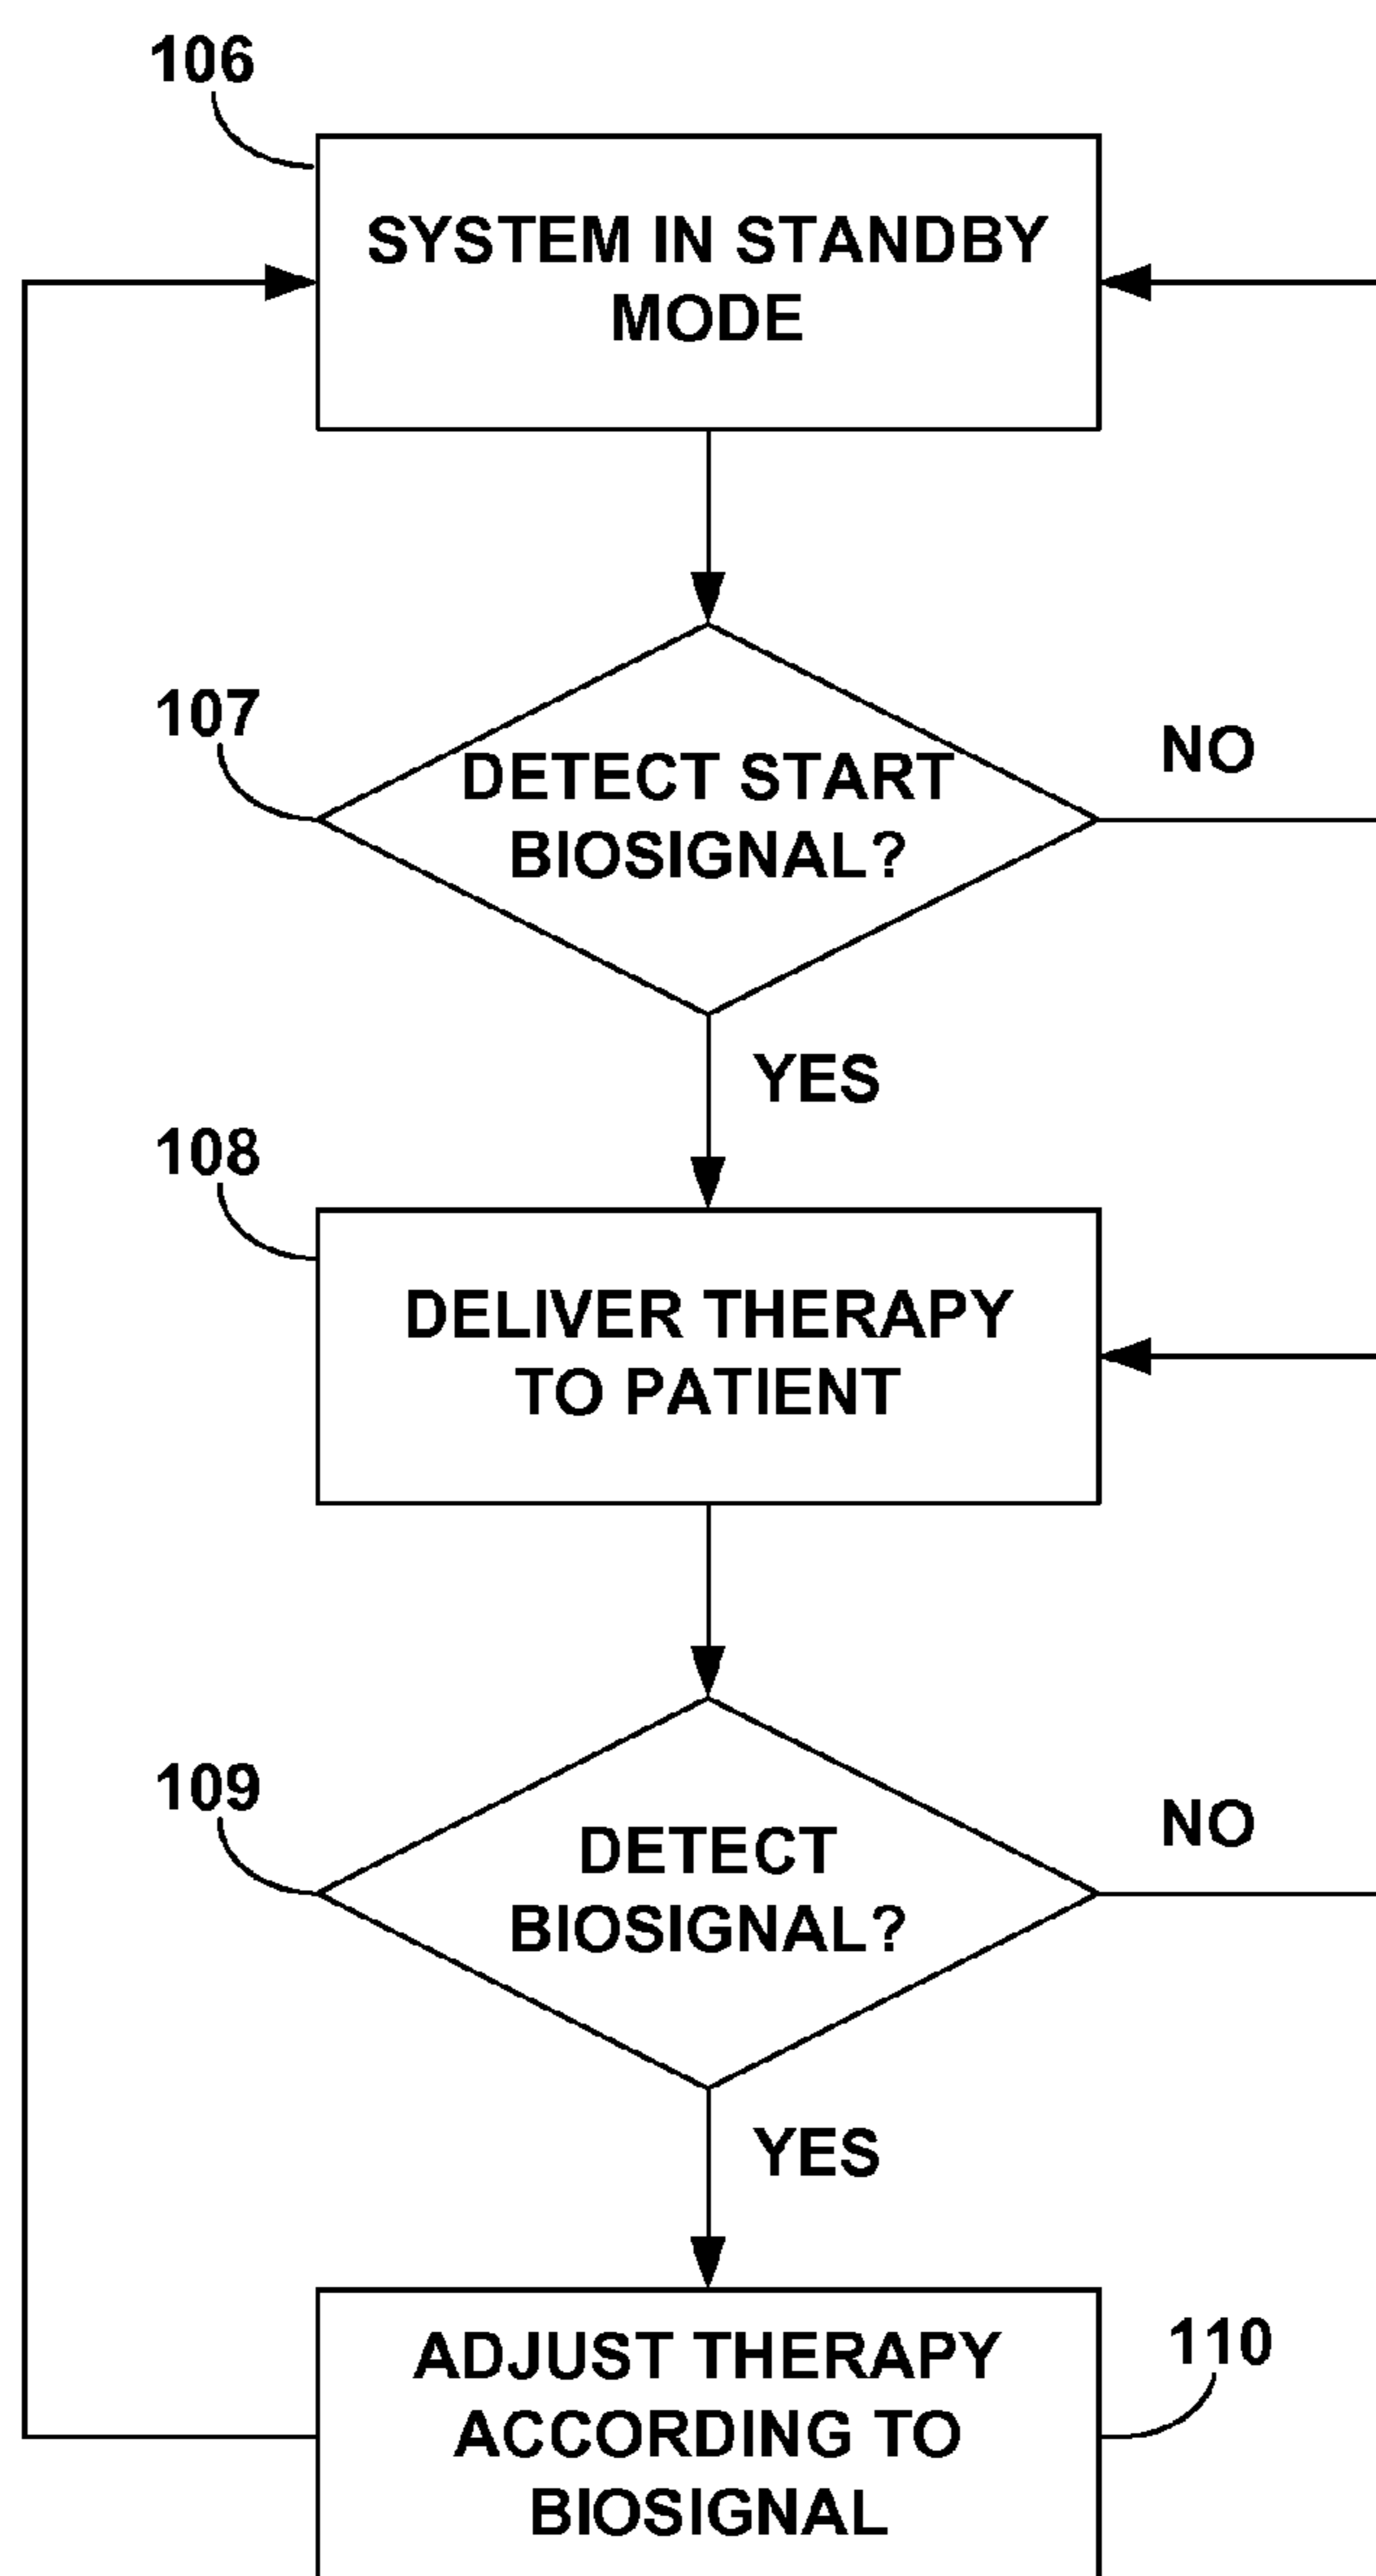 106
SYSTEM IN STANDBY
MODE
107
DETECT START
BIOSIGNAL?
NO
YES
108
DELIVER THERAPY
TO PATIENT
109
DETECT
BIOSIGNAL?
NO
YES
110
ADJUST THERAPY
ACCORDING TO
BIOSIGNAL